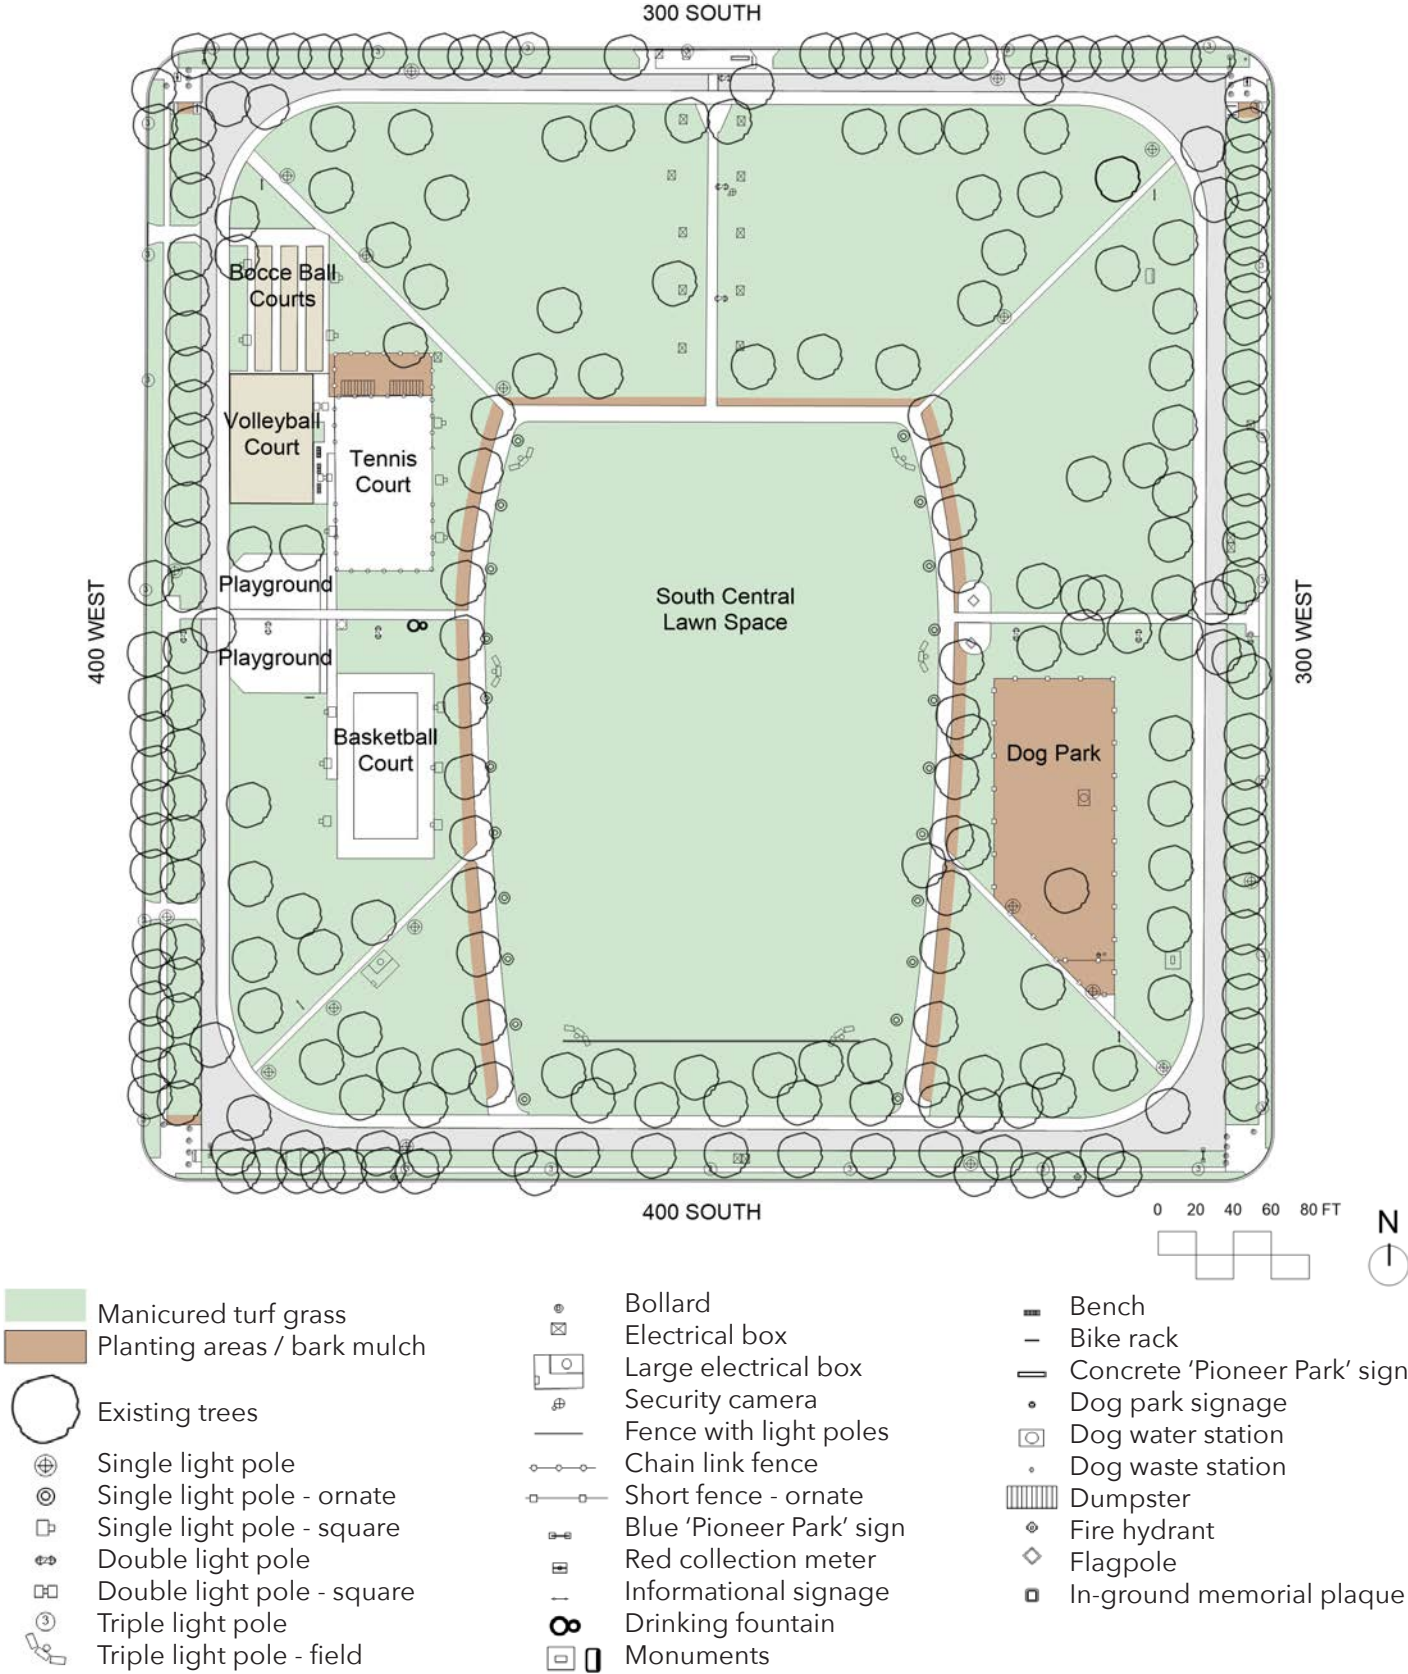 300 SOUTH
Bocce Ball
Courts
Volleyball
Court
Tennis
Court
Playground
South Central
Lawn Space
400 WEST
300 WEST
Playground
Basketball
Court
Dog Park
400 SOUTH
0 20 40 60 80 FT
N
Manicured turf grass
Planting areas / bark mulch
Existing trees
Single light pole
Single light pole - ornate
Single light pole - square
Double light pole
Double light pole - square
3 Triple light pole
Triple light pole - field
Bollard
Electrical box
Large electrical box
Security camera
Fence with light poles
Chain link fence
Short fence - ornate
Blue ‘Pioneer Park’ sign
Red collection meter
Informational signage
Drinking fountain
Monuments
Bench
Bike rack
Concrete ‘Pioneer Park’ sign
Dog park signage
Dog water station
Dog waste station
Dumpster
Fire hydrant
Flagpole
In-ground memorial plaque